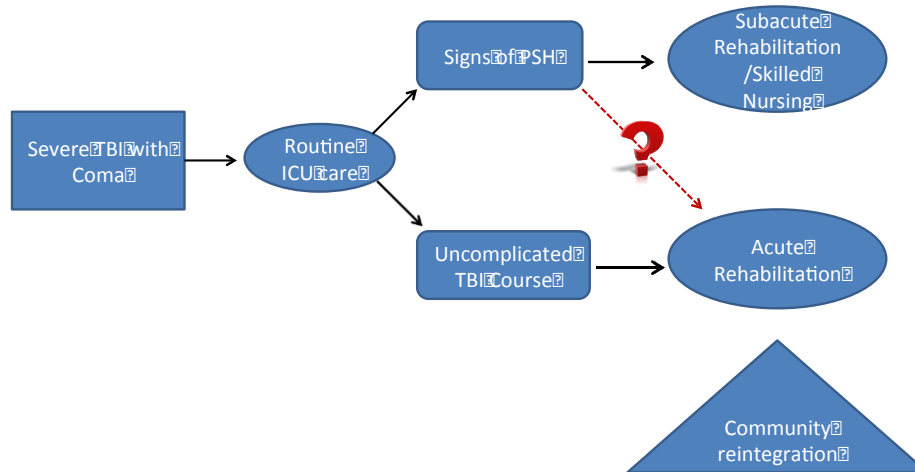 Severe TBI with
Coma
Routine
ICU care
Signs of PSH
Uncomplicated
TBI Course
Subacute
Rehabilitation
/Skilled
Nursing
?
Acute
Rehabilitation
Community
reintegration